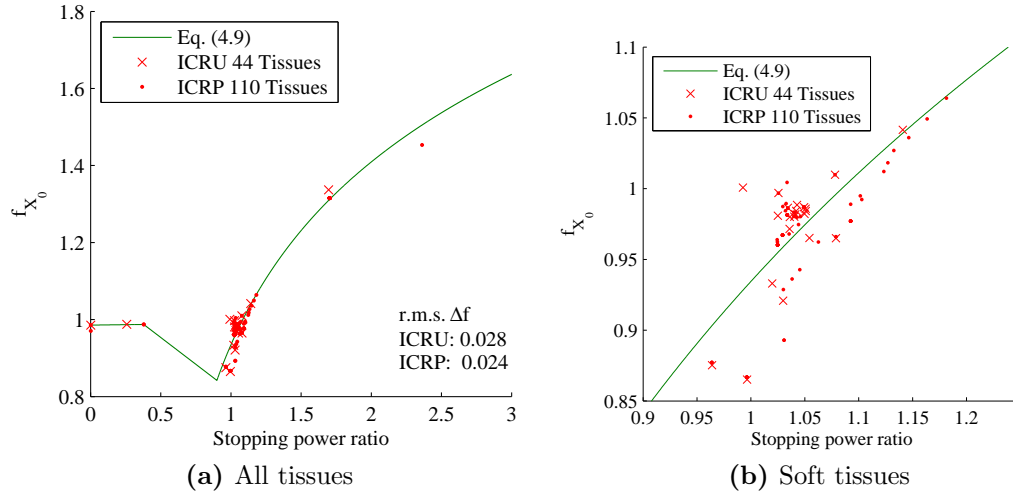 1.8
1.6
1.4
1.2
1
0.8
f_{X_0}
Eq. (4.9)
ICRU 44 Tissues
ICRP 110 Tissues
r.m.s. Δf
ICRU: 0.028
ICRP: 0.024
0 0.5 1 1.5 2 2.5 3
Stopping power ratio
(a) All tissues
1.1
1.05
1
0.95
0.9
0.85
f_{X_0}
Eq. (4.9)
ICRU 44 Tissues
ICRP 110 Tissues
0.9 0.95 1 1.05 1.1 1.15 1.2
Stopping power ratio
(b) Soft tissues